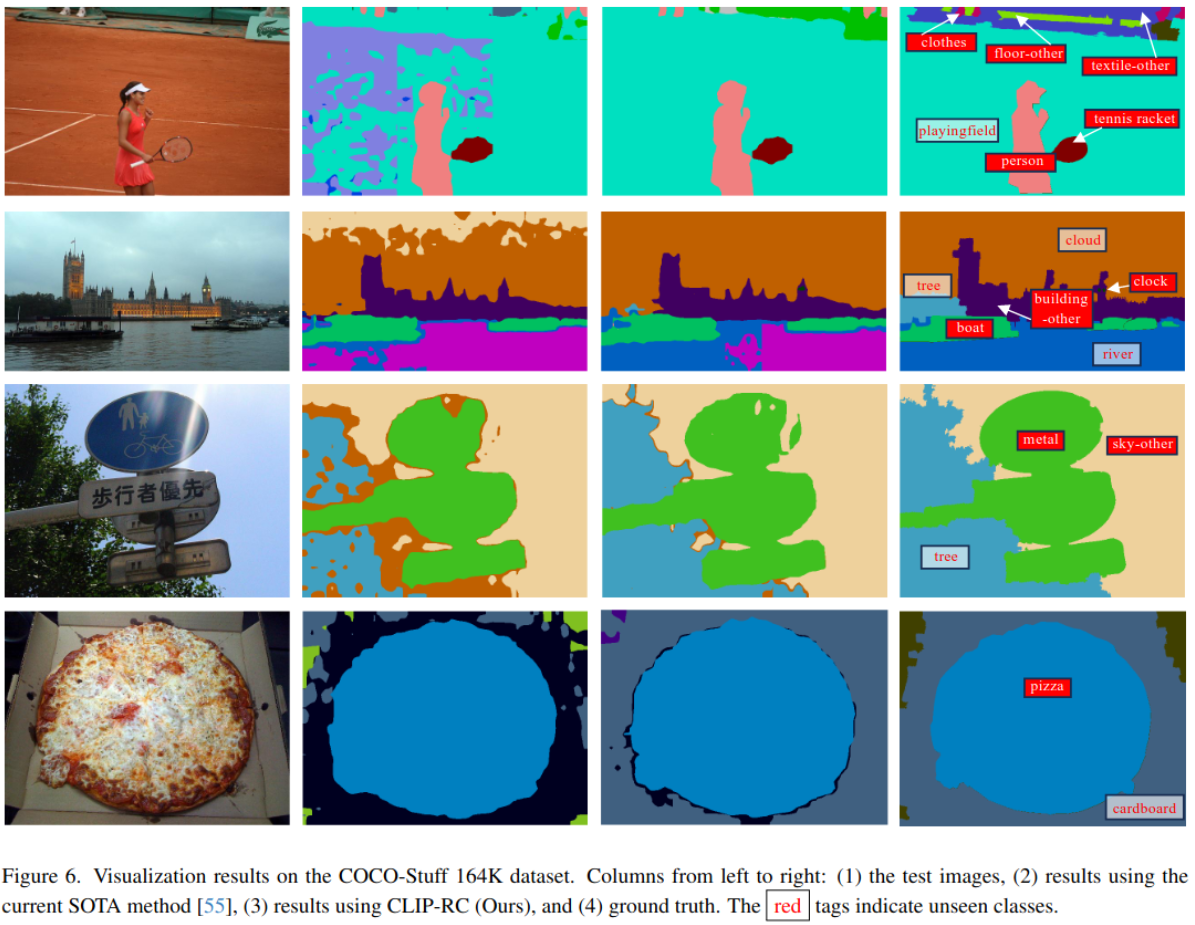 clothes
floor-other
textile-other
playingfield
tennis racket
person
cloud
tree
clock
building
-other
boat
river
歩行者優先
metal
sky-other
tree
pizza
cardboard
Figure 6. Visualization results on the COCO-Stuff 164K dataset. Columns from left to right: (1) the test images, (2) results using the
current SOTA method [55], (3) results using CLIP-RC (Ours), and (4) ground truth. The red tags indicate unseen classes.